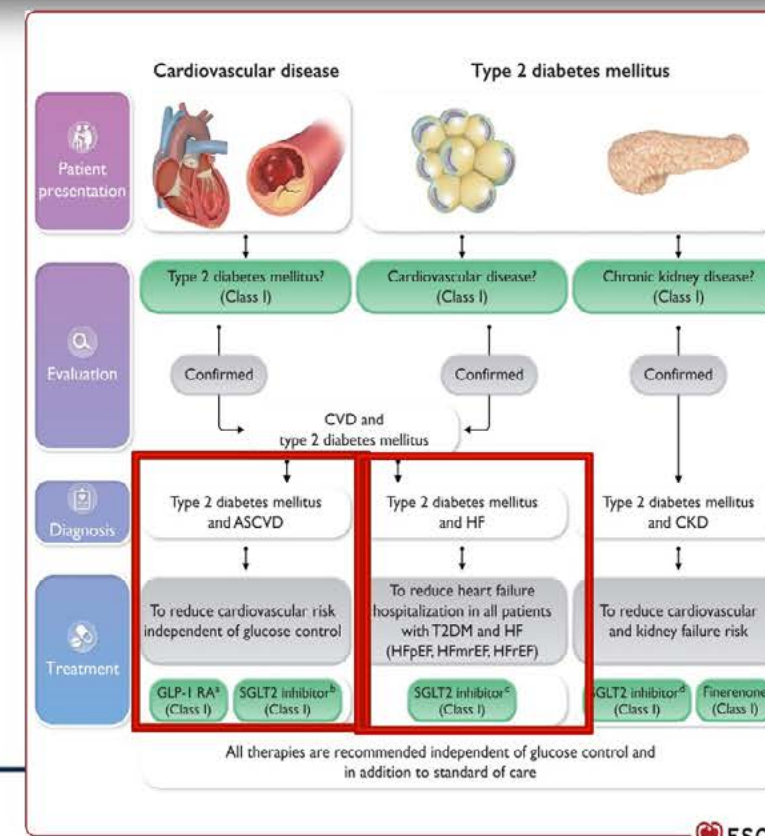 Cardiovascular disease
Type 2 diabetes mellitus
Patient
presentation
Type 2 diabetes mellitus?
(Class I)
Cardiovascular disease?
(Class I)
Chronic kidney disease?
(Class I)
Evaluation
Confirmed
Confirmed
Confirmed
CVD and
type 2 diabetes mellitus
Diagnosis
Type 2 diabetes mellitus
and ASCVD
Type 2 diabetes mellitus
and HF
Type 2 diabetes mellitus
and CKD
Treatment
To reduce cardiovascular risk
independent of glucose control
To reduce heart failure
hospitalization in all patients
with T2DM and HF
(HFpEF, HFmrEF, HFrEF)
To reduce cardiovascular
and kidney failure risk
GLP-1 RAᵃ
(Class I)
SGLT2 inhibitorᵇ
(Class I)
SGLT2 inhibitorᶜ
(Class I)
SGLT2 inhibitorᵈ
(Class I)
Finerenone
(Class I)
All therapies are recommended independent of glucose control and
in addition to standard of care
ESC